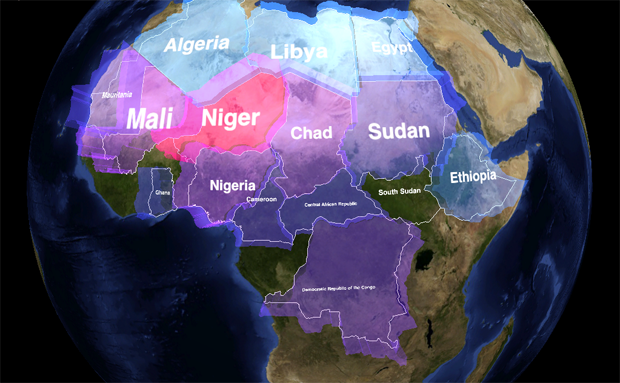 Algeria
Libya
Egypt
Mauritania
Mali
Niger
Chad
Sudan
Nigeria
Ghana
Cameroon
Central African Republic
South Sudan
Ethiopia
Democratic Republic of the Congo